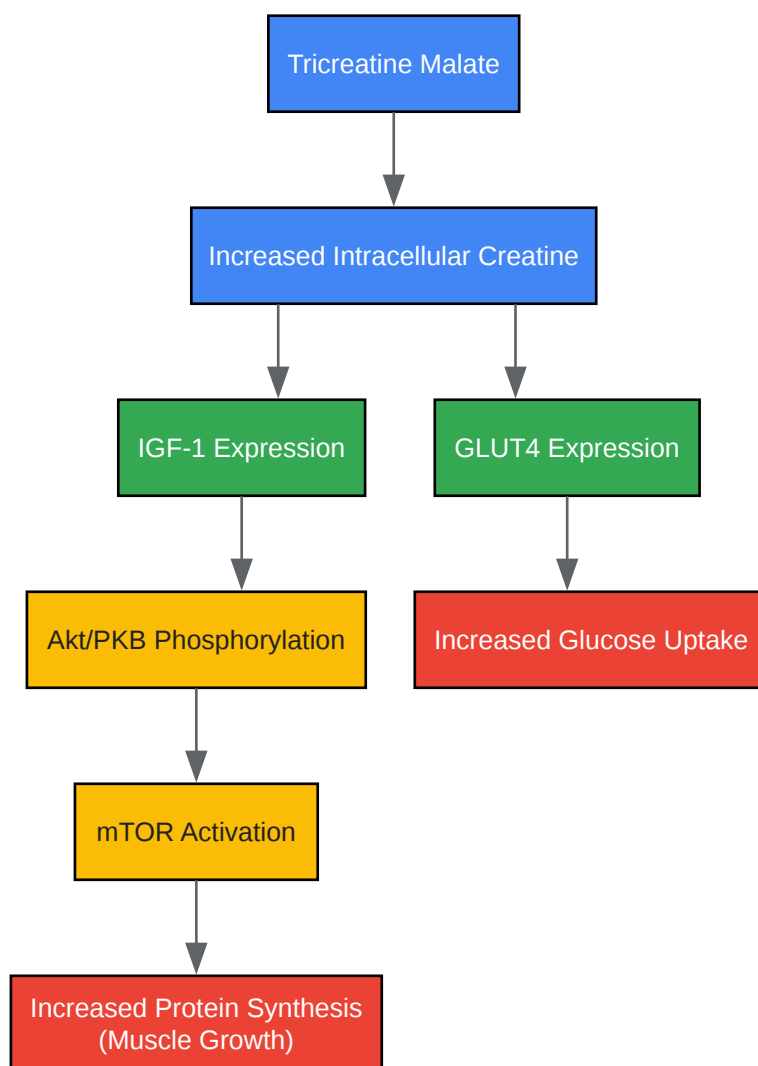 Tricreatine Malate
Increased Intracellular Creatine
IGF-1 Expression
GLUT4 Expression
Akt/PKB Phosphorylation
Increased Glucose Uptake
mTOR Activation
Increased Protein Synthesis
(Muscle Growth)